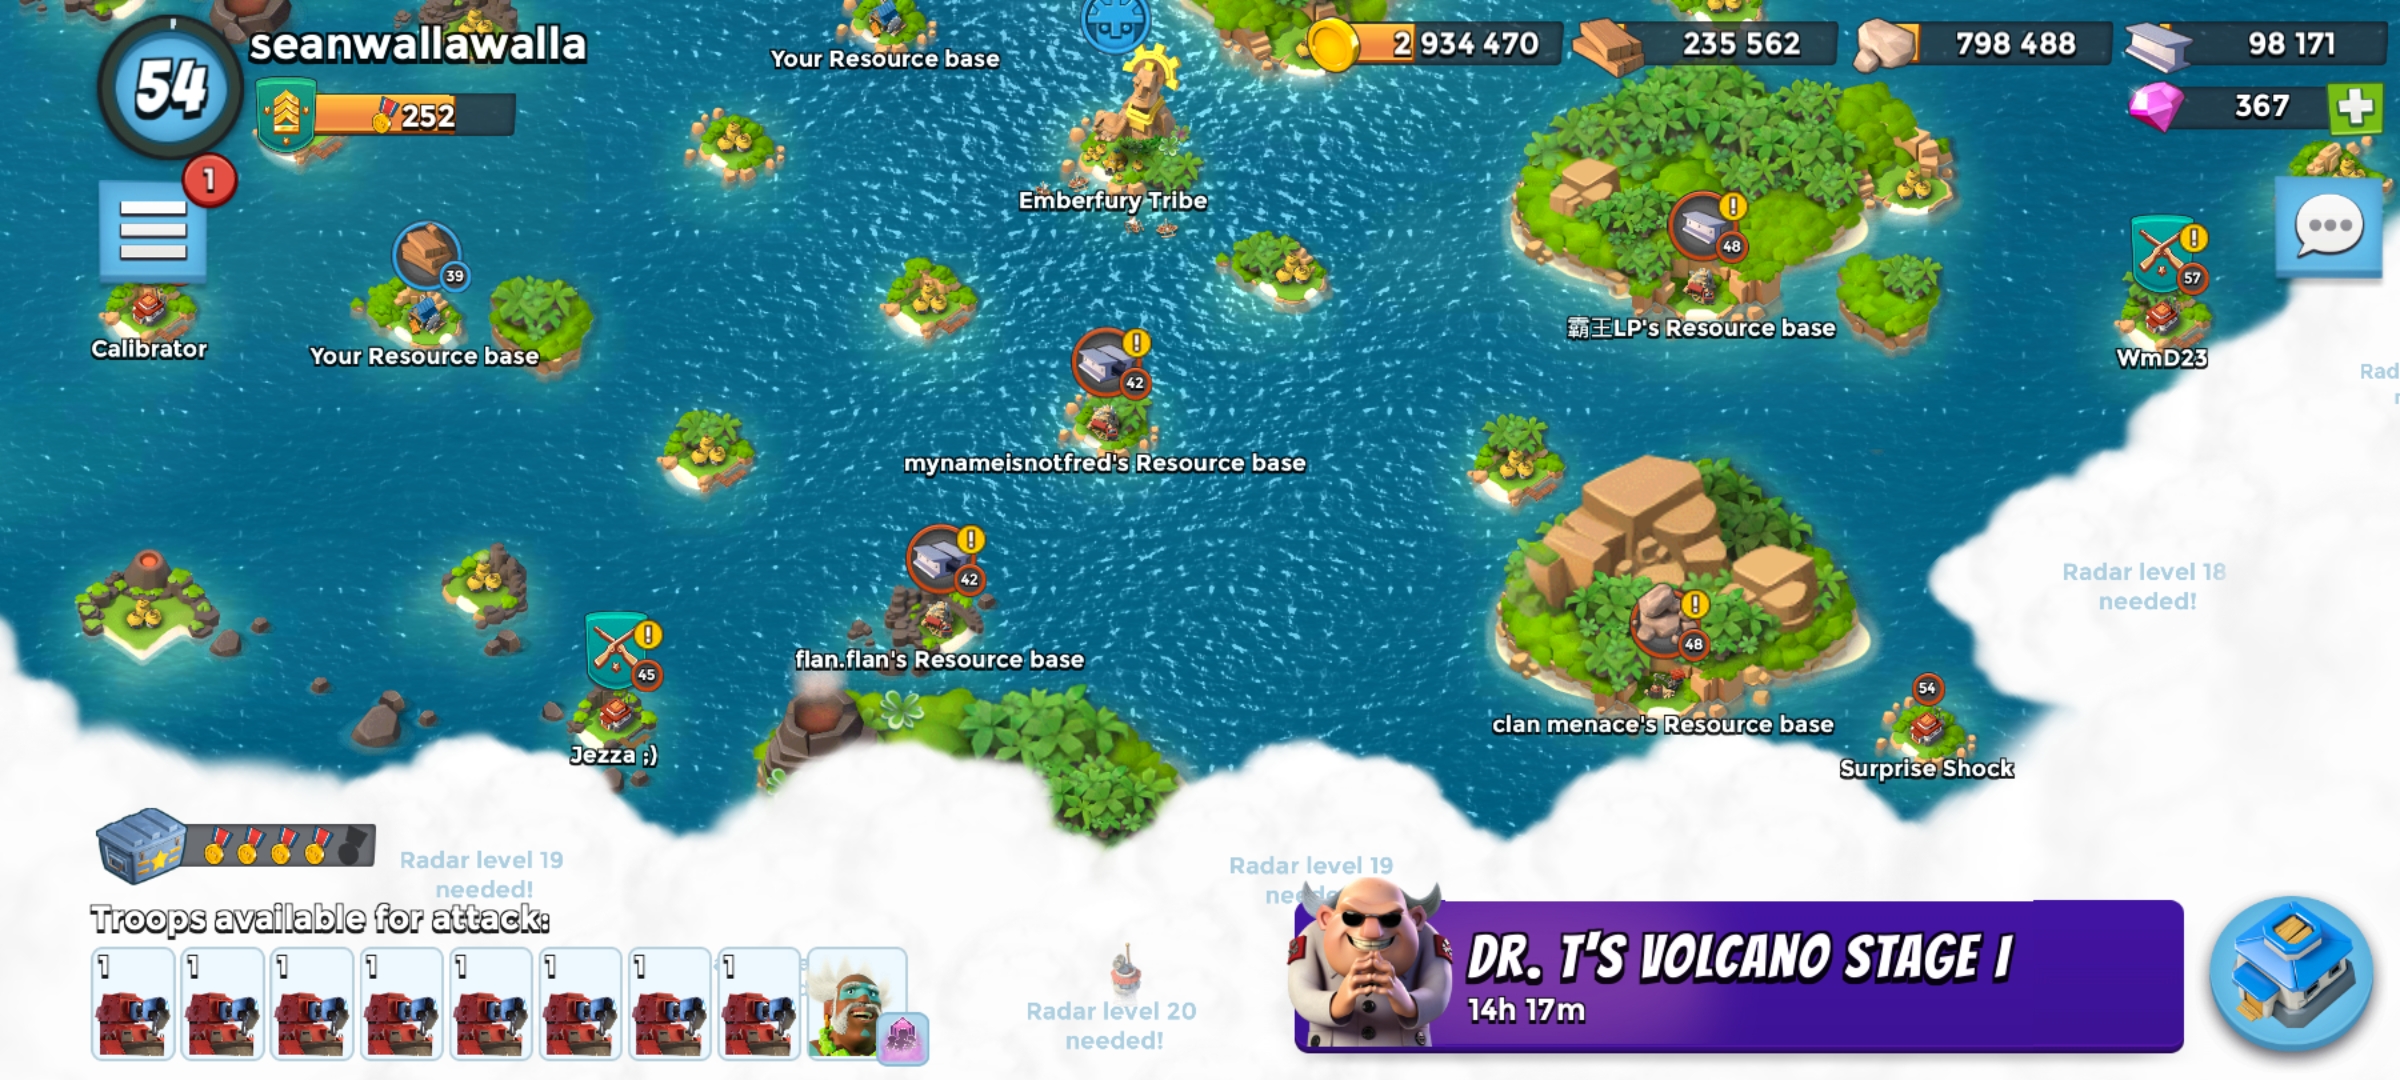 54
seanwallawalla
252
1
Your Resource base
2 934 470
235 562
798 488
98 171
367
Emberfury Tribe
39
Calibrator
Your Resource base
48
霸王LP's Resource base
57
WmD23
42
mynameisnotfred's Resource base
42
flan.flan's Resource base
45
Jezza ;)
48
clan menace's Resource base
54
Surprise Shock
Radar level 18
needed!
Radar level 19
needed!
Radar level 19
Radar level 20
needed!
Troops available for attack:
1 1 1 1 1 1 1 1
DR. T'S VOLCANO STAGE I
14h 17m